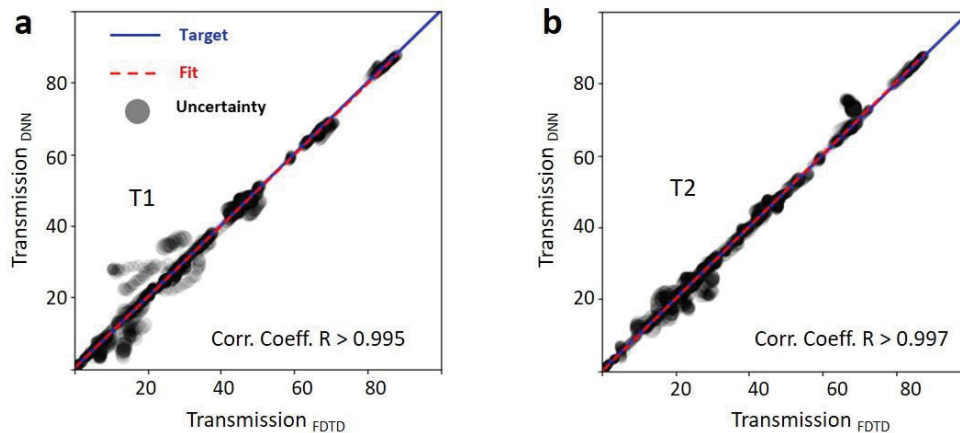 a
Target
Fit
Uncertainty
T1
Corr. Coeff. R > 0.995
80
60
40
20
20
40
60
80
Transmission DNN
Transmission FDTD
b
T2
Corr. Coeff. R > 0.997
80
60
40
20
20
40
60
80
Transmission DNN
Transmission FDTD